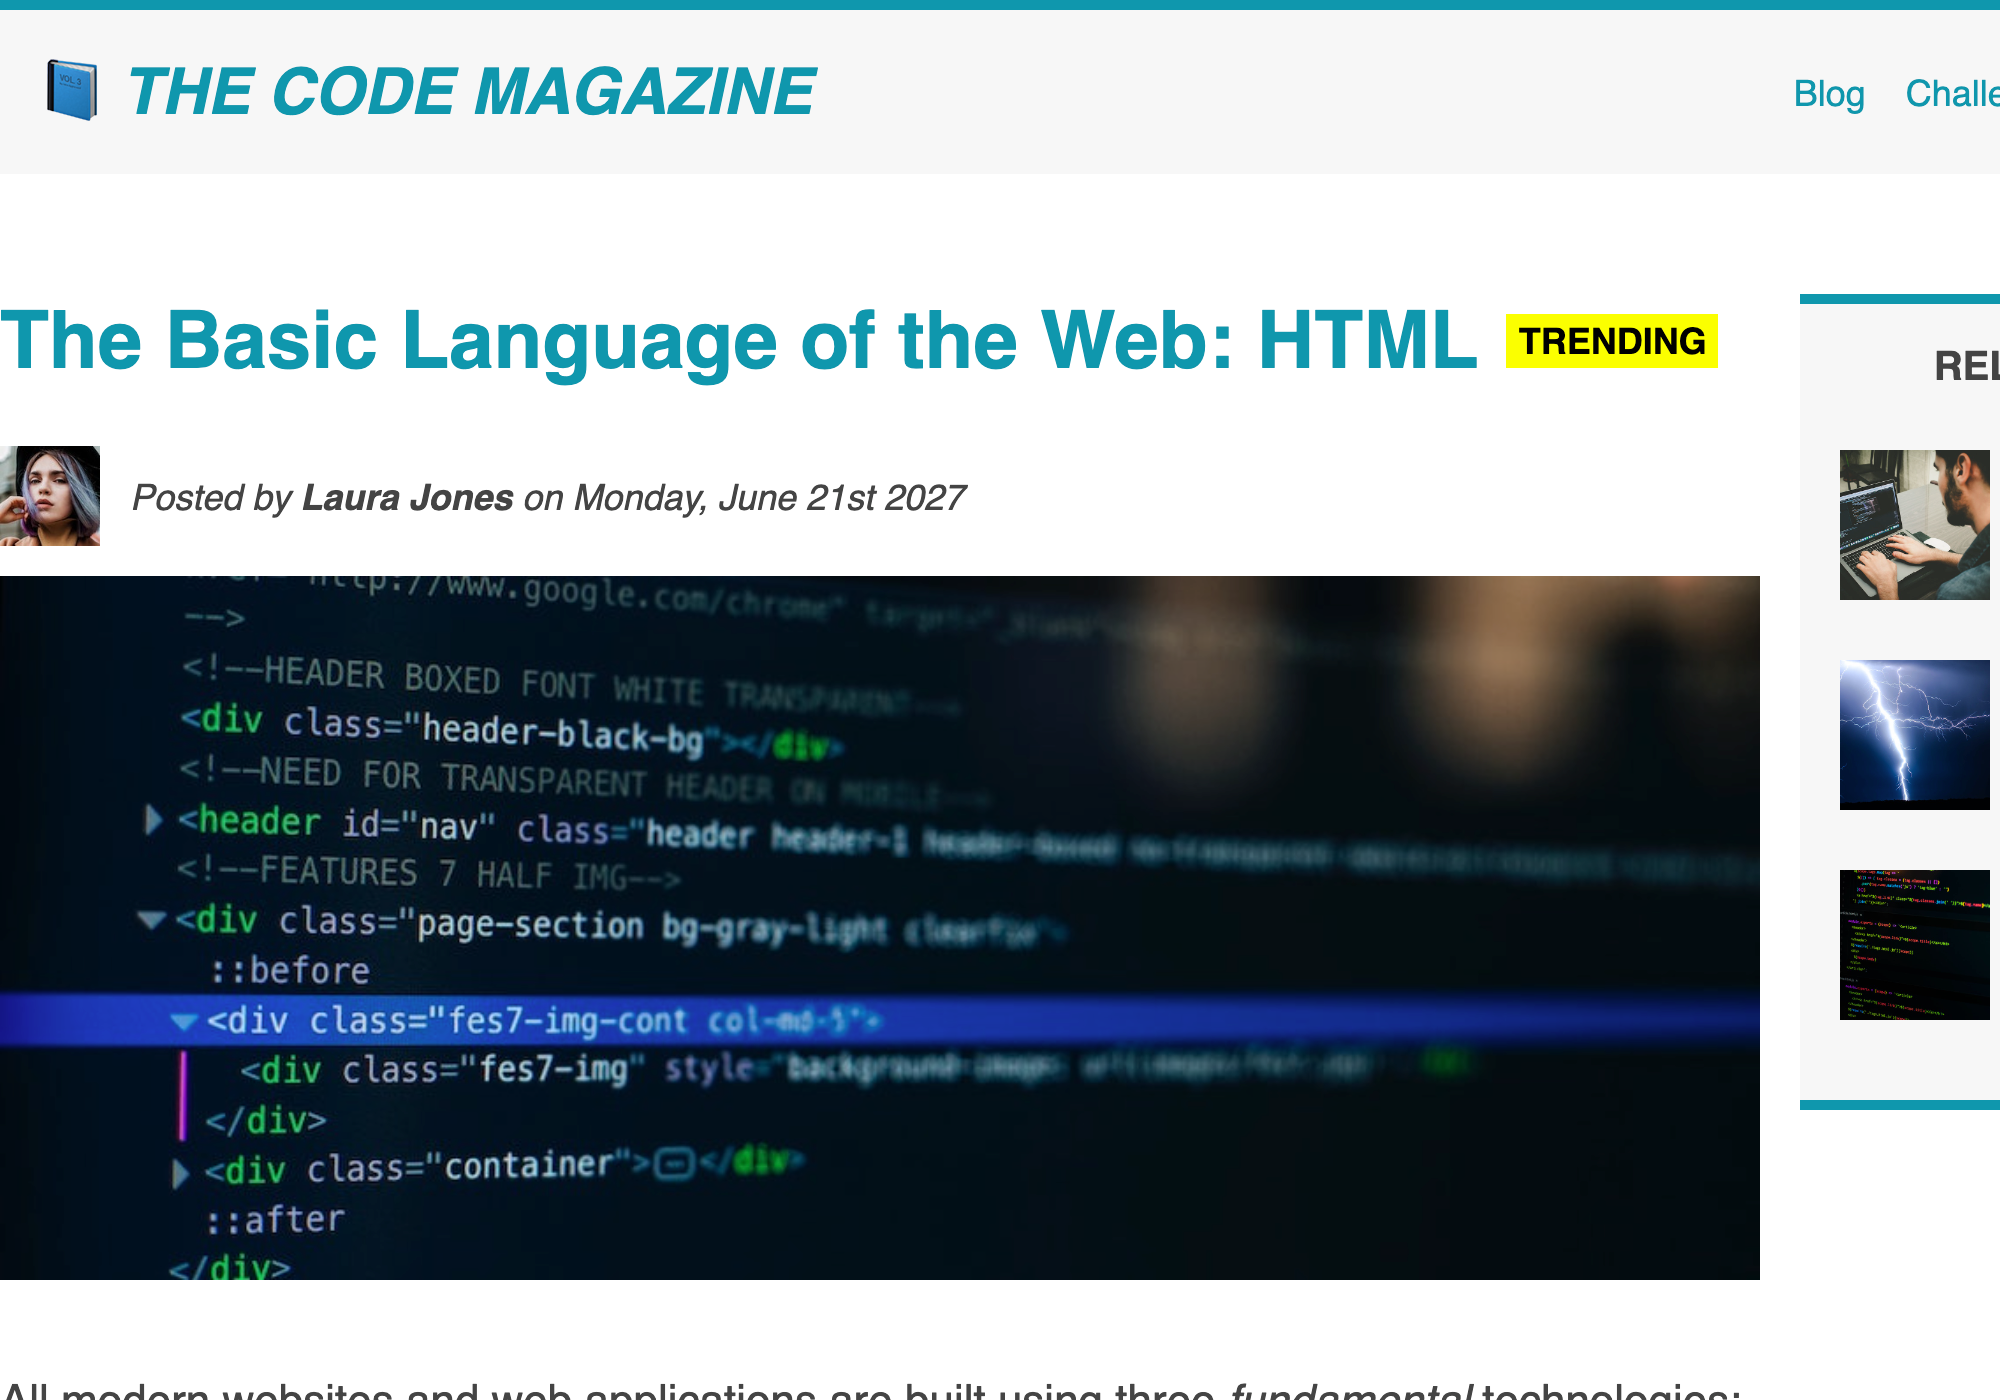 THE CODE MAGAZINE
Blog Challe
The Basic Language of the Web: HTML TRENDING
REL
Posted by Laura Jones on Monday, June 21st 2027
http://www.google.com/chrome" target="_blank"
-->
<!--HEADER BOXED FONT WHITE TRANSPARENT-->
<div class="header-black-bg"></div>
<!--NEED FOR TRANSPARENT HEADER ON MOBILE-->
<header id="nav" class="header header-1 header-boxed
<!--FEATURES 7 HALF IMG-->
<div class="page-section bg-gray-light clearfix">
::before
<div class="fes7-img-cont col-md-5">
<div class="fes7-img" style="background-image:
</div>
<div class="container"></div>
::after
</div>
All modern websites and web applications are built using three fundamental technologies: